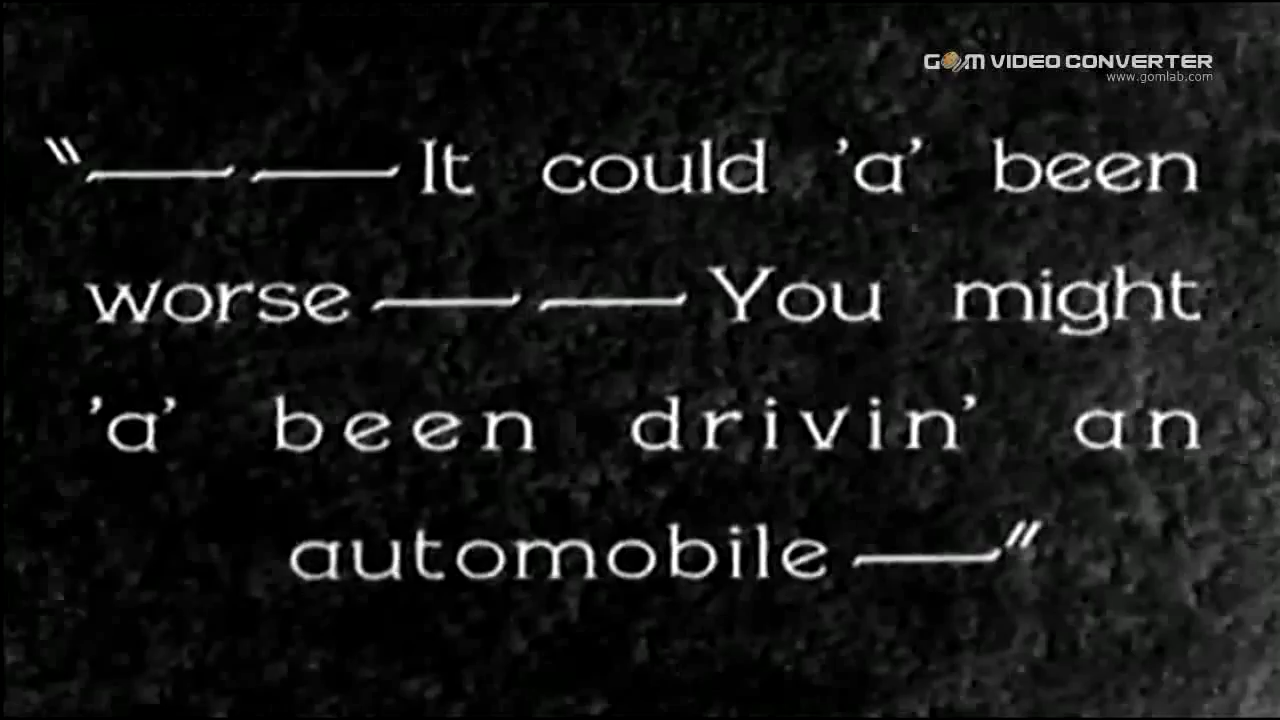 GOM VIDEO CONVERTER
www.gomlab.com
"— — It could 'a' been
worse — — You might
'a' been drivin' an
automobile —"